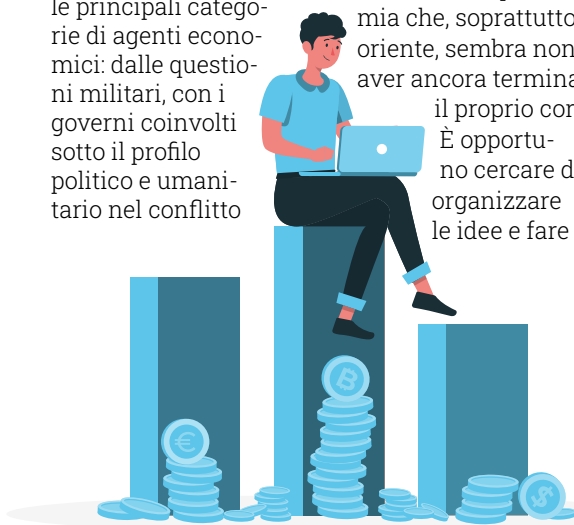 le principali catego-
rie di agenti econo-
mici: dalle questio-
ni militari, con i
governi coinvolti
sotto il profilo
politico e umani-
tario nel conflitto
mia che, soprattutto
oriente, sembra non
aver ancora termina
il proprio cor
È opportu-
no cercare d
organizzare
le idee e fare
€
₿
$